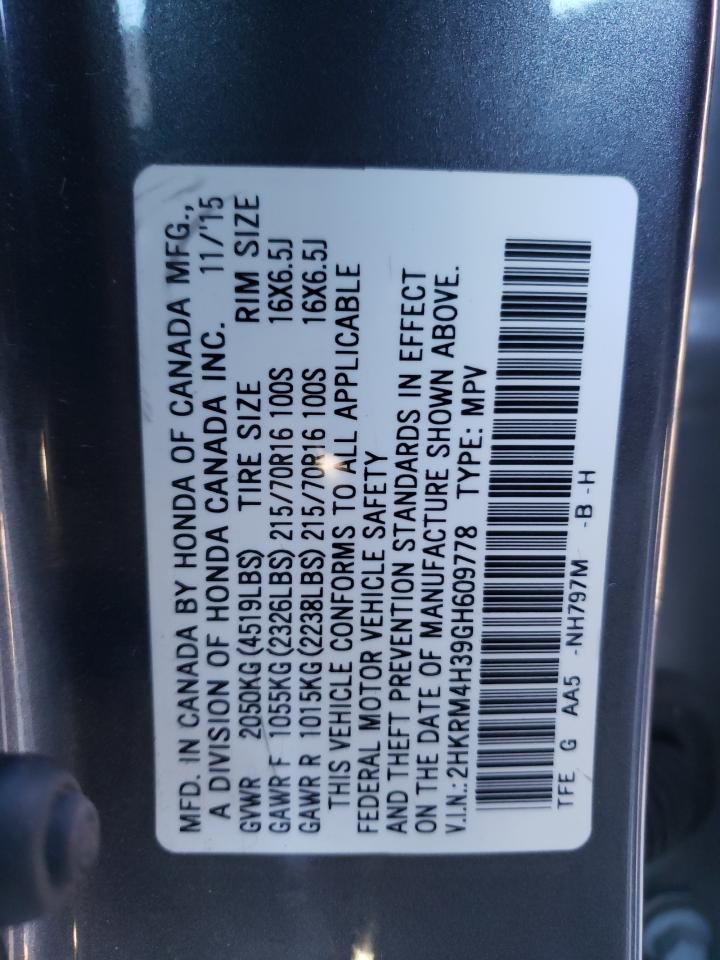 MFD. IN CANADA BY HONDA OF CANADA MFG.,
A DIVISION OF HONDA CANADA INC. 11/'15
GVWR 2050KG(4519LBS) TIRE SIZE RIM SIZE
GAWR F 1055KG(2326LBS) 215/70R16 100S 16X6.5J
GAWR R 1015KG(2238LBS) 215/70R16 100S 16X6.5J
THIS VEHICLE CONFORMS TO ALL APPLICABLE
FEDERAL MOTOR VEHICLE SAFETY
AND THEFT PREVENTION STANDARDS IN EFFECT
ON THE DATE OF MANUFACTURE SHOWN ABOVE.
V.I.N.:2HKRM4H39GH609778 TYPE: MPV
TFE G AA5 -NH797M -B -H